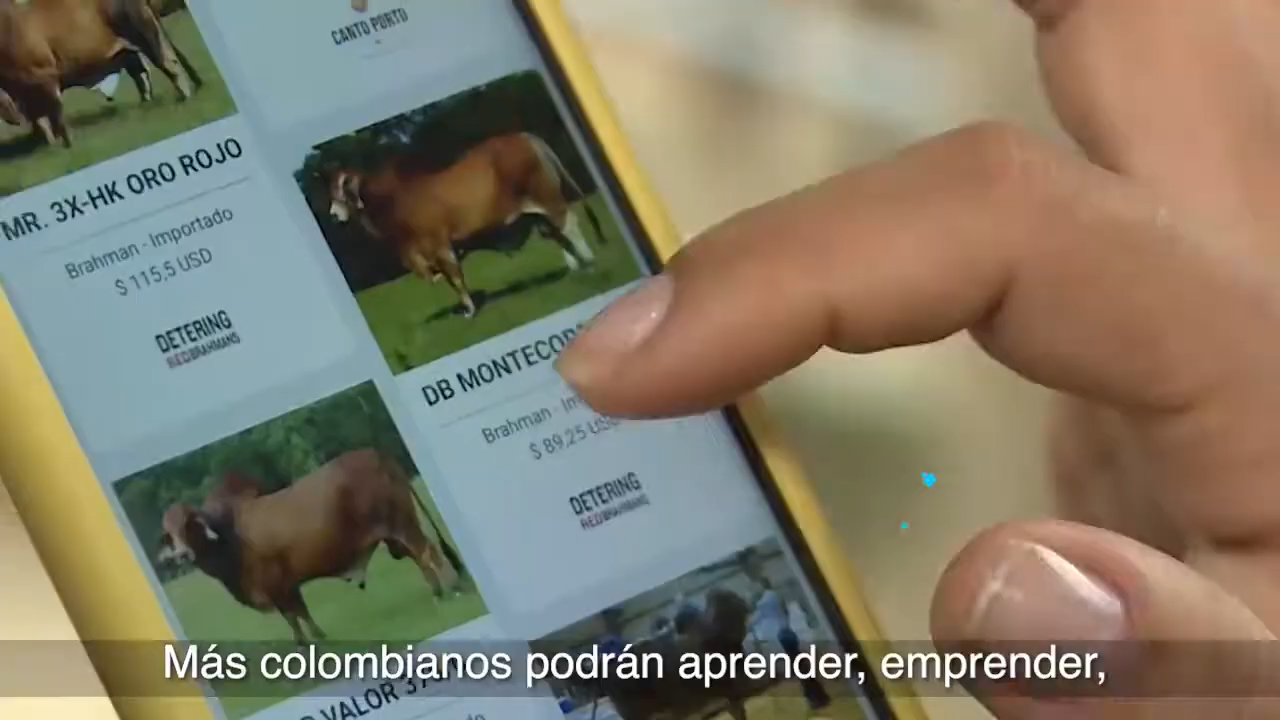 CANTO PORTO
MR. 3X-HK ORO ROJO
Brahman - Importado
$ 115,5 USD
DETERING
REDBRAHMANS
DB
Brahman -
$ 89,25 USD
DETERING
REDBRAHMANS
VALOR
Más colombianos podrán aprender, emprender,